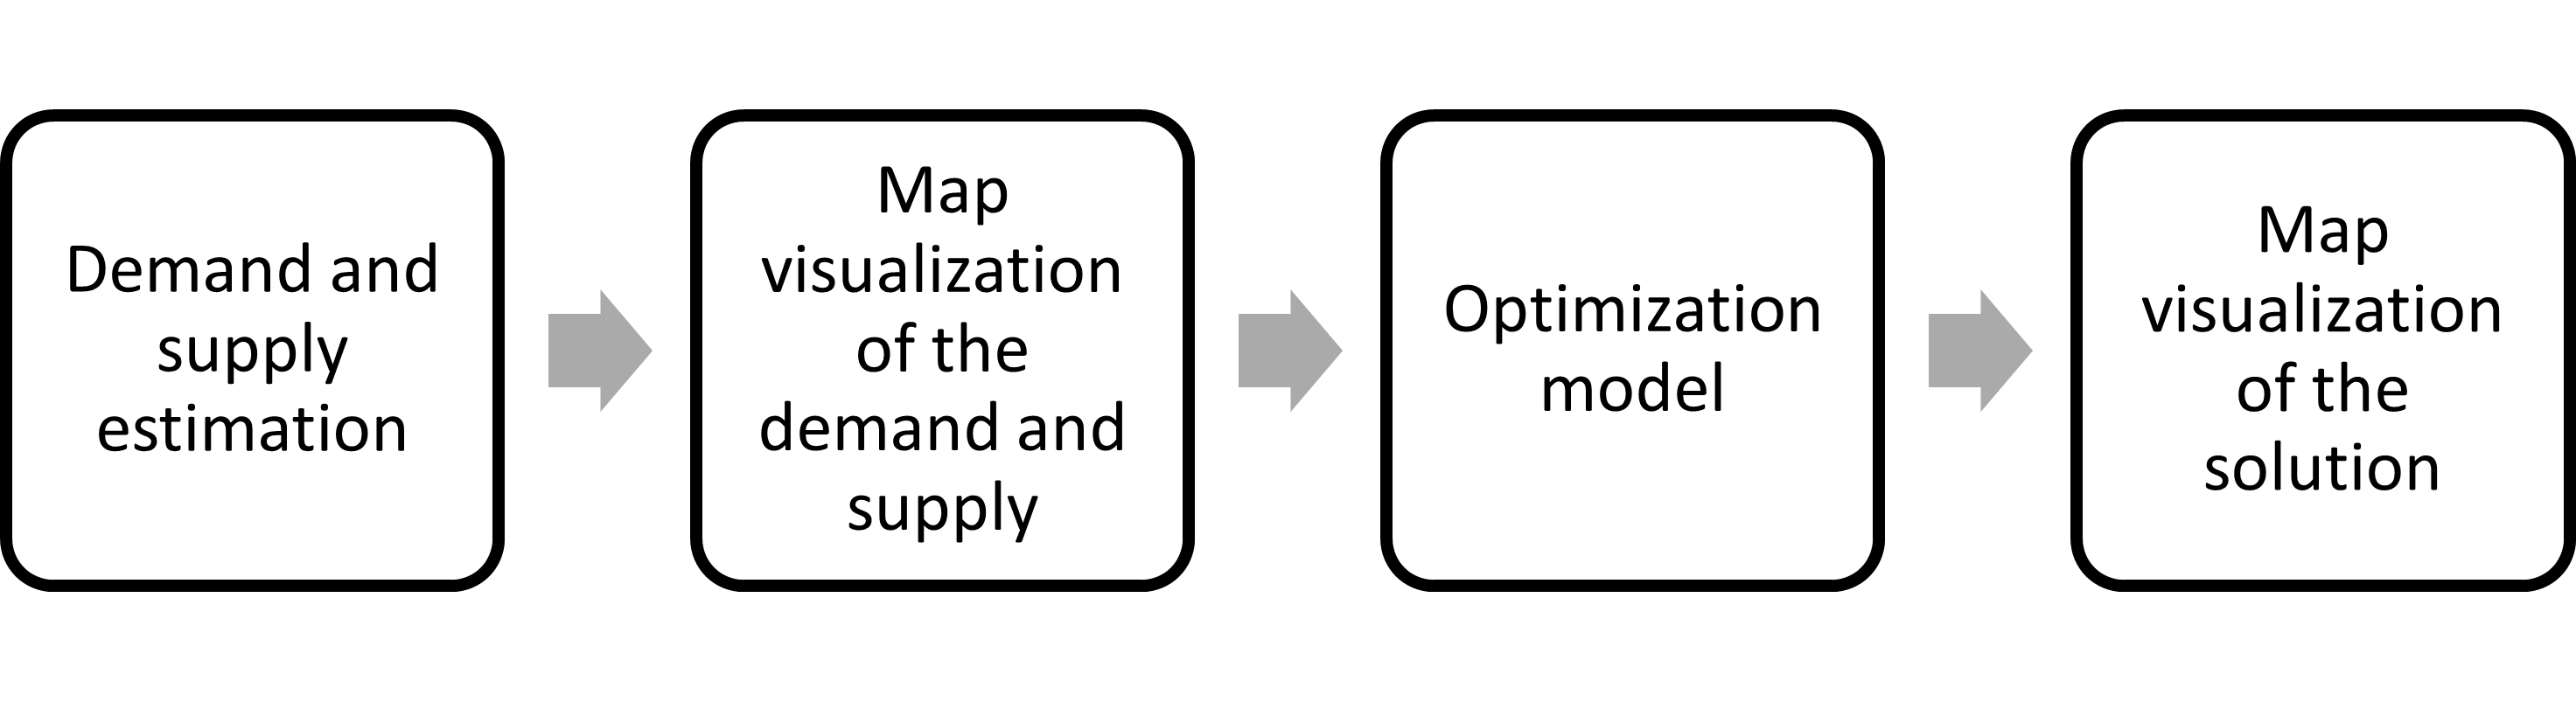 Demand and
supply
estimation
Map
visualization
of the
demand and
supply
Optimization
model
Map
visualization
of the
solution